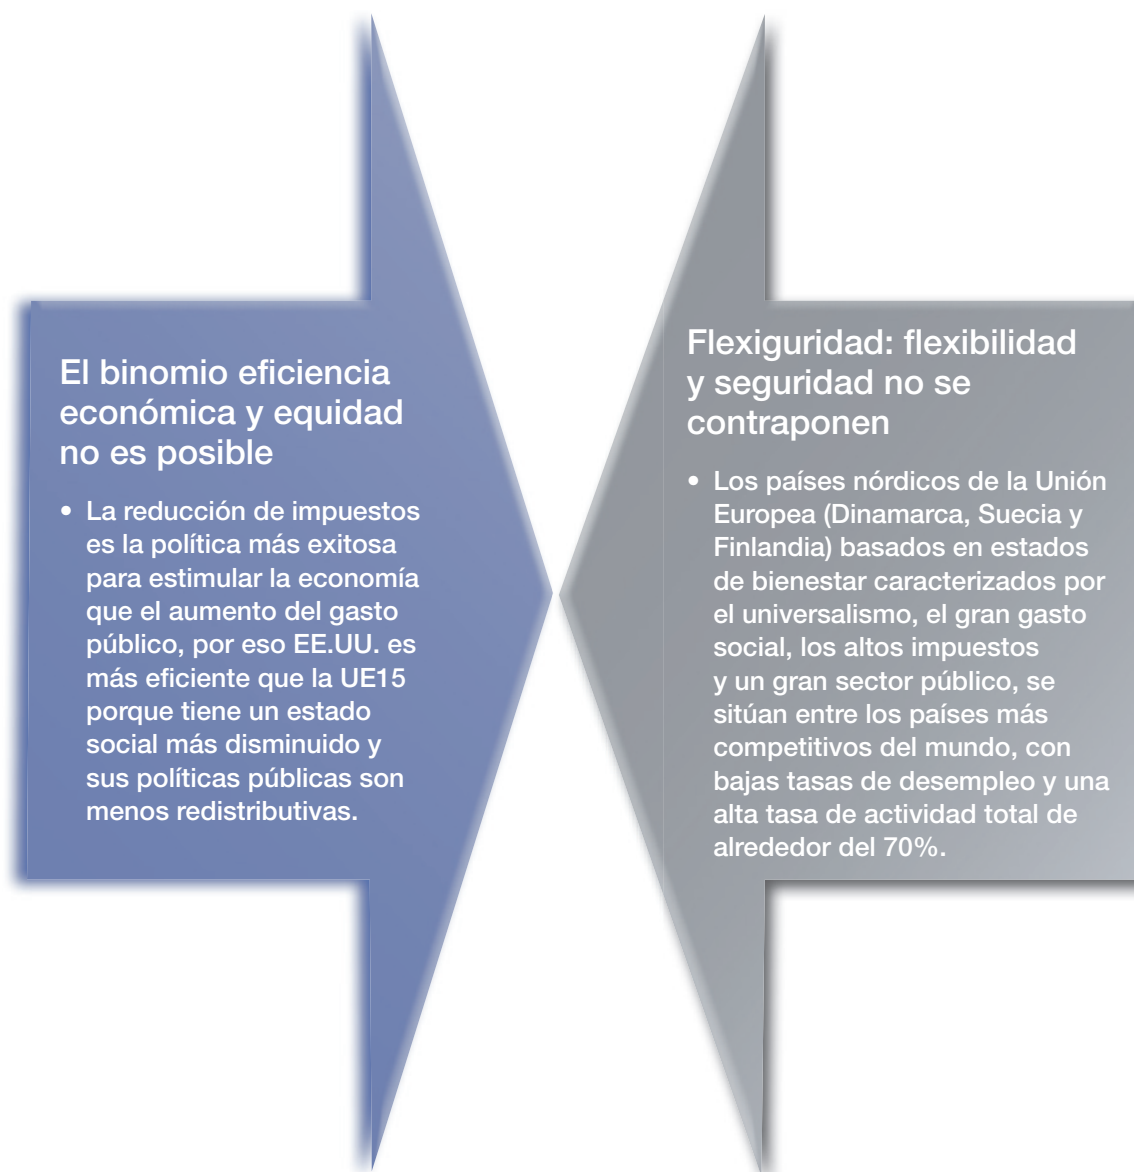 El binomio eficiencia
económica y equidad
no es posible
• La reducción de impuestos
es la política más exitosa
para estimular la economía
que el aumento del gasto
público, por eso EE.UU. es
más eficiente que la UE15
porque tiene un estado
social más disminuido y
sus políticas públicas son
menos redistributivas.
Flexiguridad: flexibilidad
y seguridad no se
contraponen
• Los países nórdicos de la Unión
Europea (Dinamarca, Suecia y
Finlandia) basados en estados
de bienestar caracterizados por
el universalismo, el gran gasto
social, los altos impuestos
y un gran sector público, se
sitúan entre los países más
competitivos del mundo, con
bajas tasas de desempleo y una
alta tasa de actividad total de
alrededor del 70%.